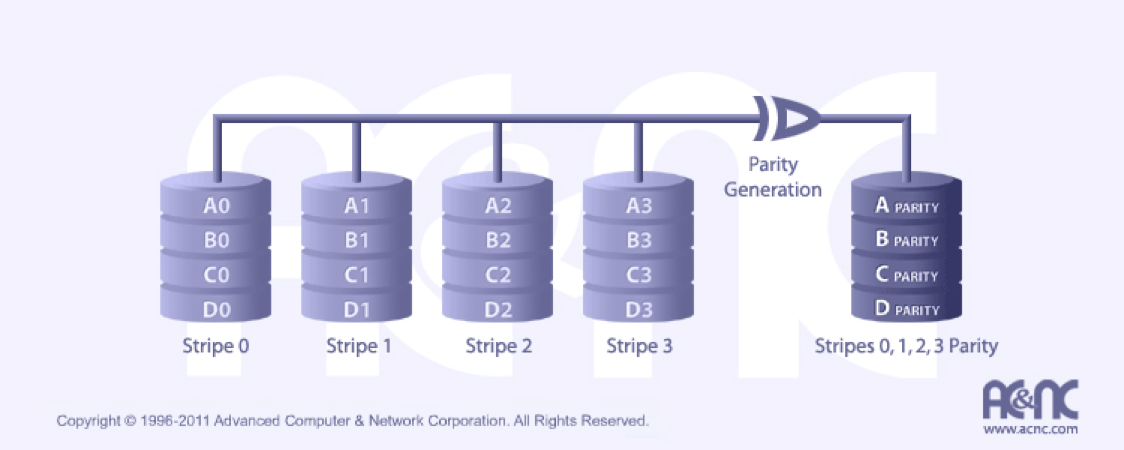 Parity
Generation
A0 A1 A2 A3 A PARITY
B0 B1 B2 B3 B PARITY
C0 C1 C2 C3 C PARITY
D0 D1 D2 D3 D PARITY
Stripe 0 Stripe 1 Stripe 2 Stripe 3 Stripes 0, 1, 2, 3 Parity
AC&NC
www.acnc.com
Copyright © 1996-2011 Advanced Computer & Network Corporation. All Rights Reserved.